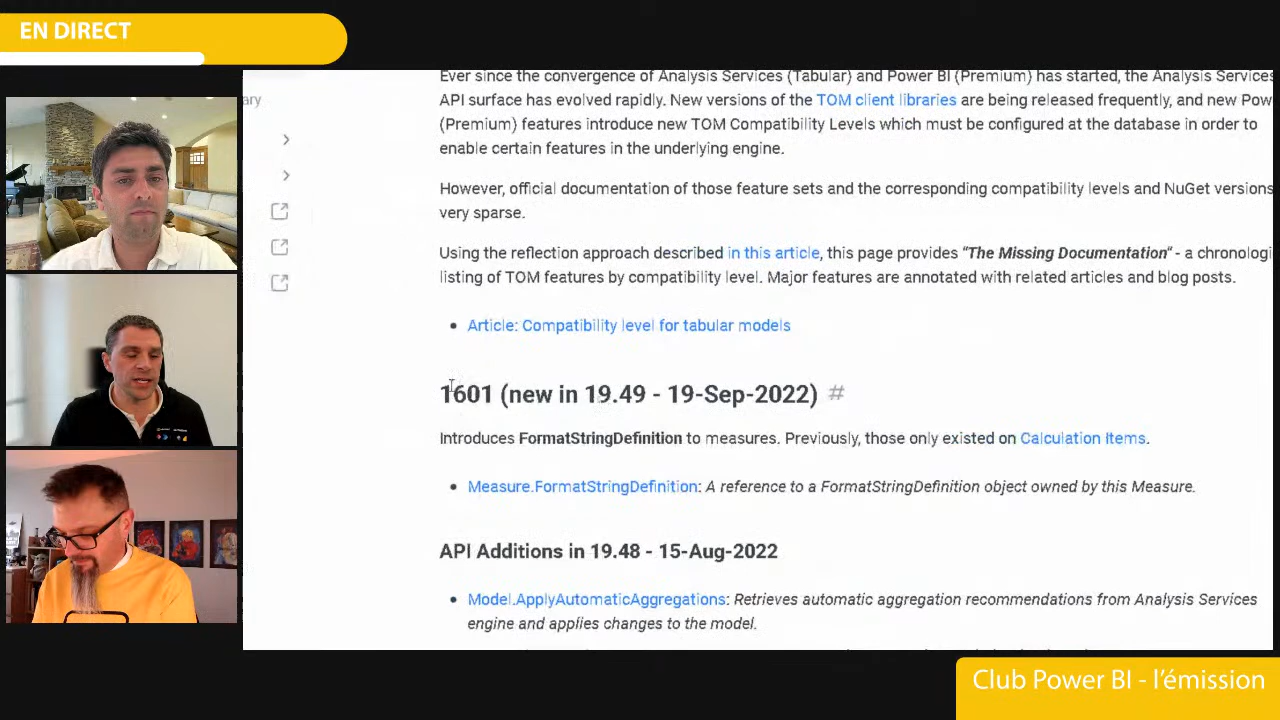 EN DIRECT
Ever since the convergence of Analysis Services (Tabular) and Power BI (Premium) has started, the Analysis Services
ary
API surface has evolved rapidly. New versions of the TOM client libraries are being released frequently, and new Pow
(Premium) features introduce new TOM Compatibility Levels which must be configured at the database in order to
enable certain features in the underlying engine.
However, official documentation of those feature sets and the corresponding compatibility levels and NuGet versions
very sparse.
Using the reflection approach described in this article, this page provides "The Missing Documentation" - a chronologi
listing of TOM features by compatibility level. Major features are annotated with related articles and blog posts.
• Article: Compatibility level for tabular models
1601 (new in 19.49 - 19-Sep-2022) #
Introduces FormatStringDefinition to measures. Previously, those only existed on Calculation Items.
• Measure.FormatStringDefinition: A reference to a FormatStringDefinition object owned by this Measure.
API Additions in 19.48 - 15-Aug-2022
• Model.ApplyAutomaticAggregations: Retrieves automatic aggregation recommendations from Analysis Services
engine and applies changes to the model.
Club Power BI - l'émission